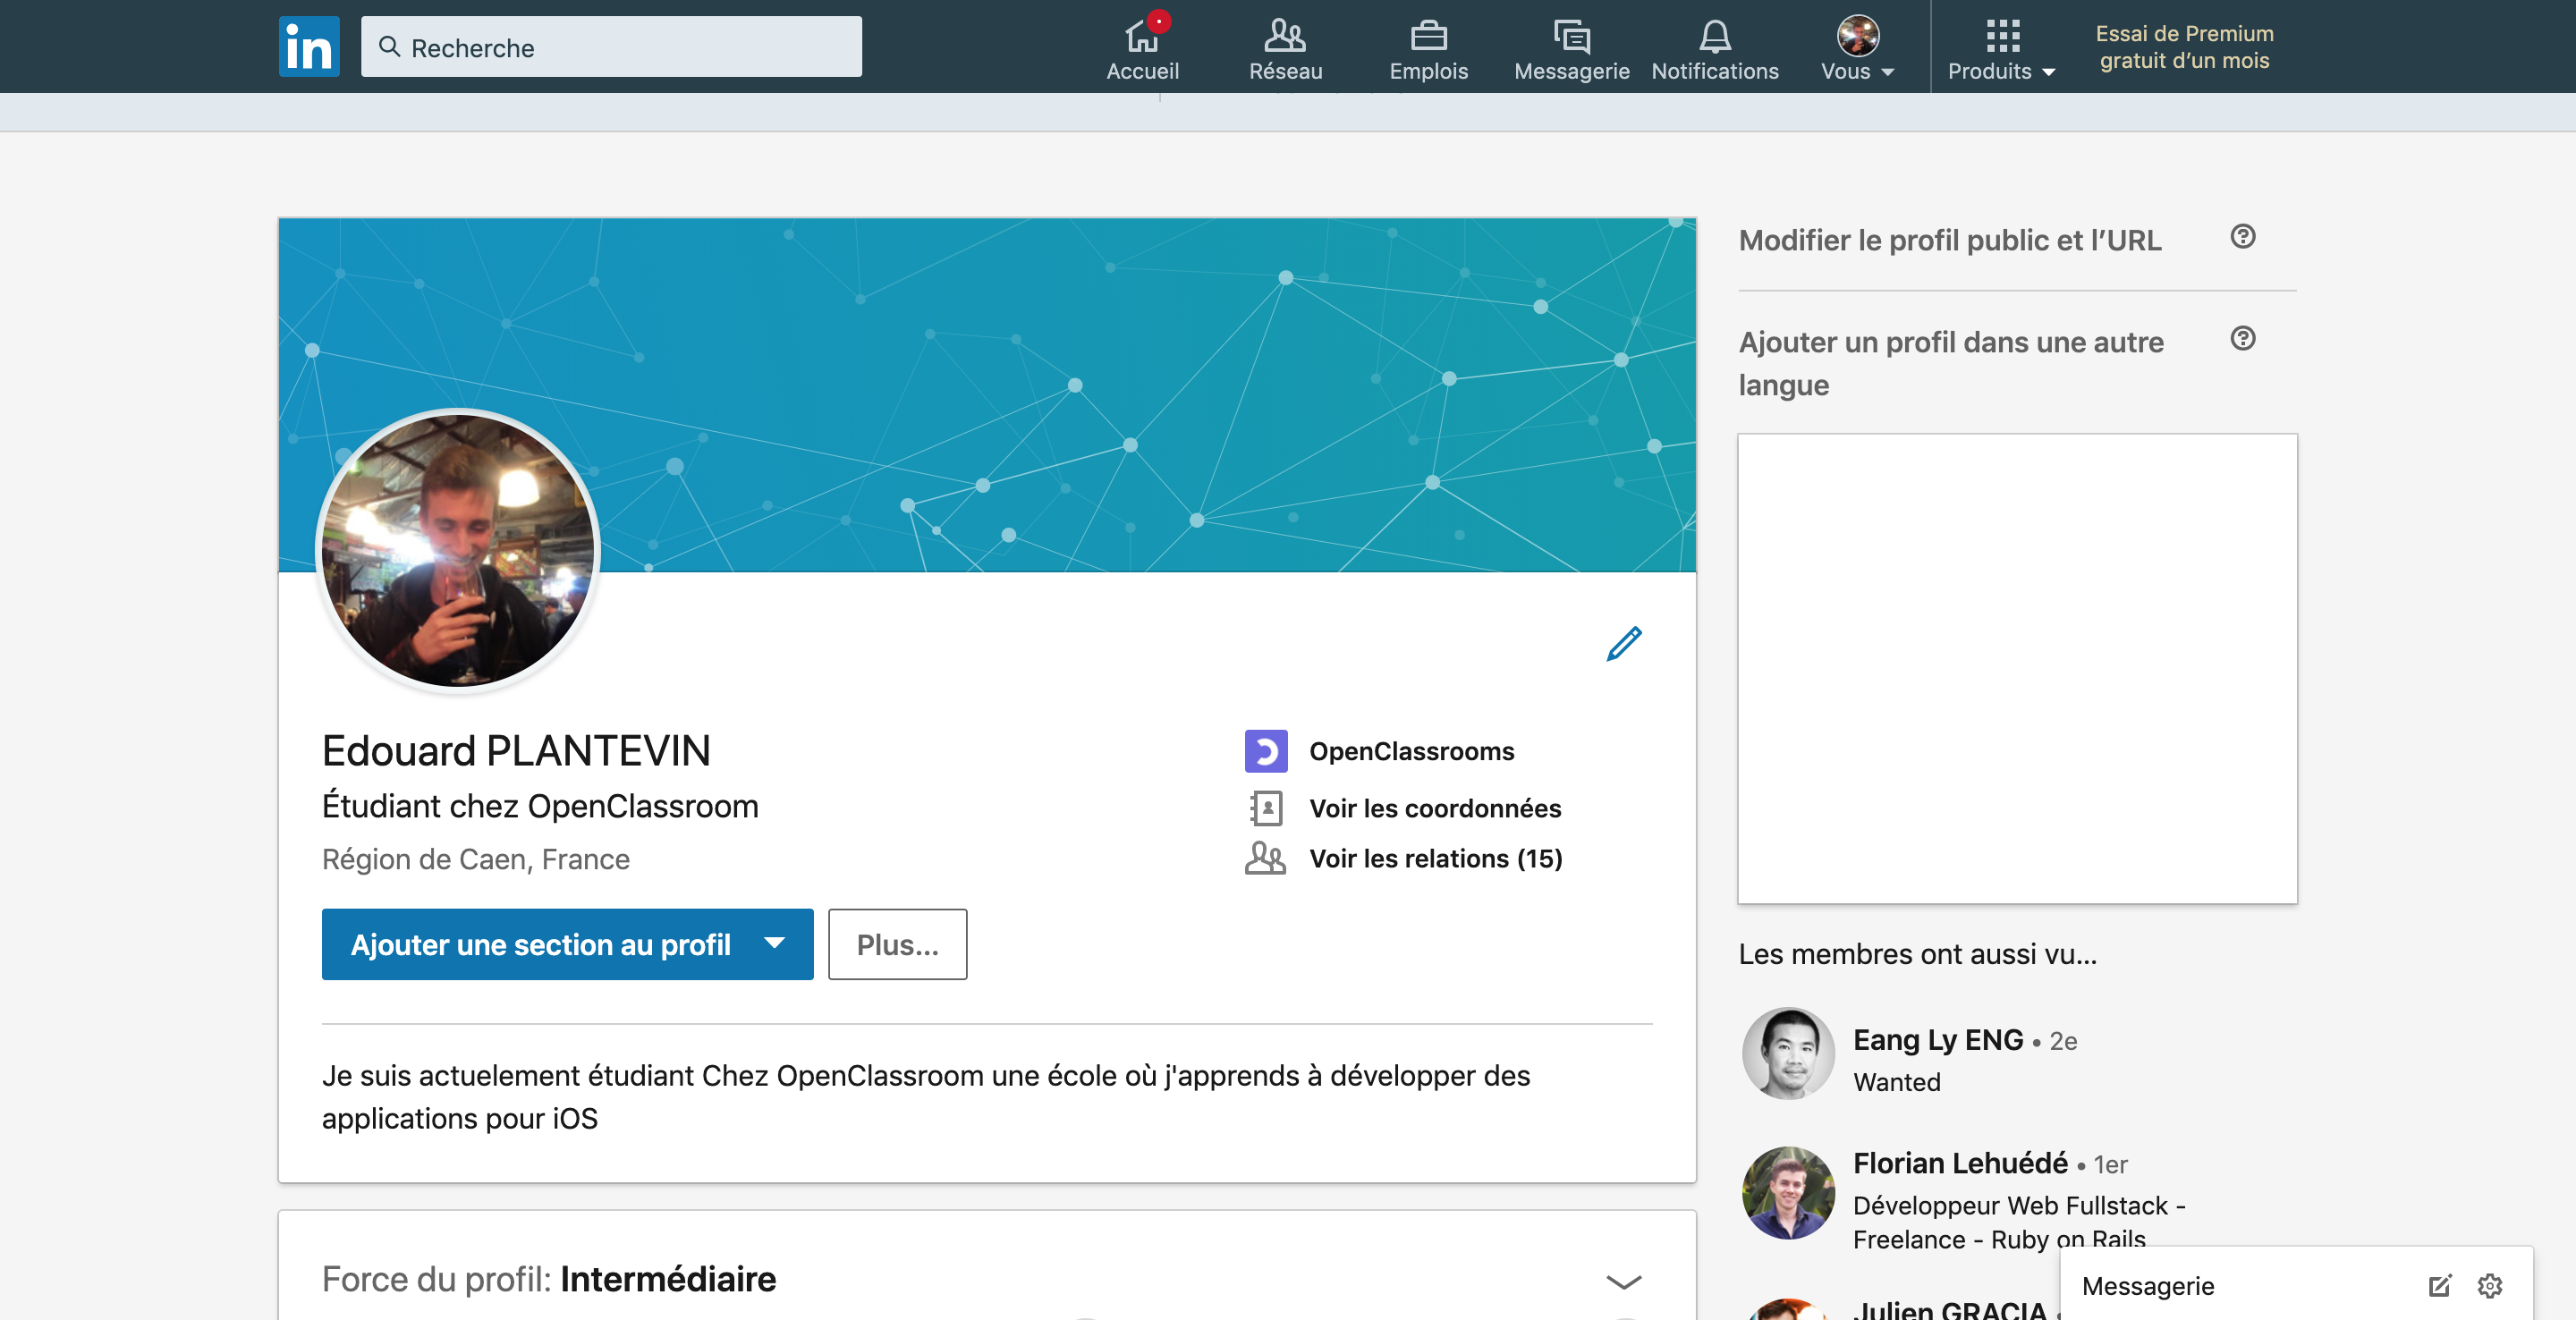 in
Recherche
Accueil
Réseau
Emplois
Messagerie
Notifications
Vous
Produits
Essai de Premium
gratuit d’un mois
Modifier le profil public et l’URL
Ajouter un profil dans une autre
langue
Edouard PLANTEVIN
Étudiant chez OpenClassroom
Région de Caen, France
OpenClassrooms
Voir les coordonnées
Voir les relations (15)
Ajouter une section au profil
Plus...
Je suis actuelement étudiant Chez OpenClassroom une école où j'apprends à développer des
applications pour iOS
Force du profil: Intermédiaire
Les membres ont aussi vu...
Eang Ly ENG • 2e
Wanted
Florian Lehuédé • 1er
Développeur Web Fullstack -
Freelance - Ruby on Rails
Julien GRACIA •
Messagerie